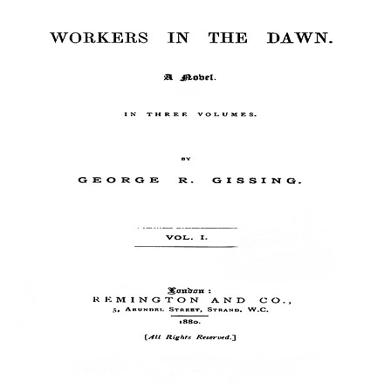 WORKERS IN THE DAWN.
A Novel.
IN THREE VOLUMES.
BY
GEORGE R. GISSING.
VOL. I.
London:
REMINGTON AND CO.,
5, ARUNDEL STREET, STRAND, W.C.
1880.
[All Rights Reserved.]